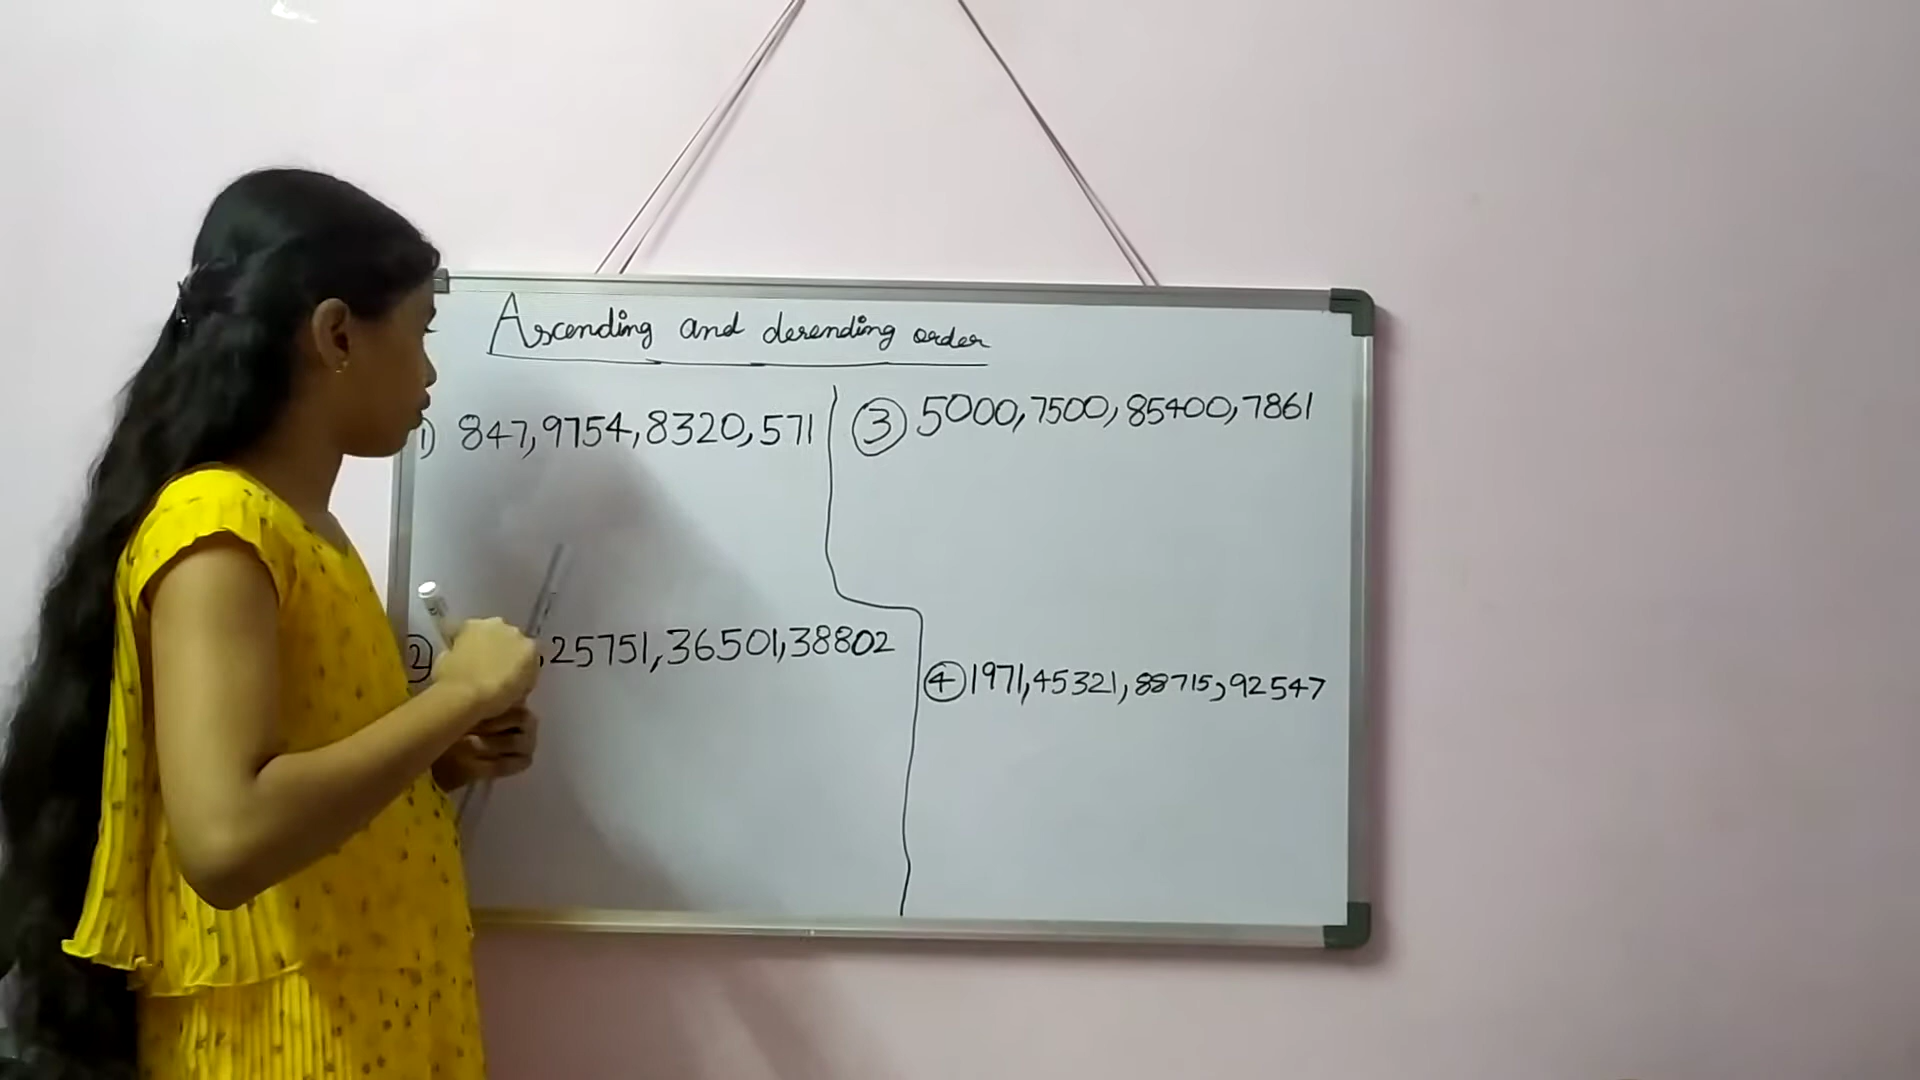 Ascending and desending order
1) 847, 9754, 8320, 571
2 , 25751, 36501, 38802
3 5000, 7500, 85400, 7861
4 1971, 45321, 88715, 92547